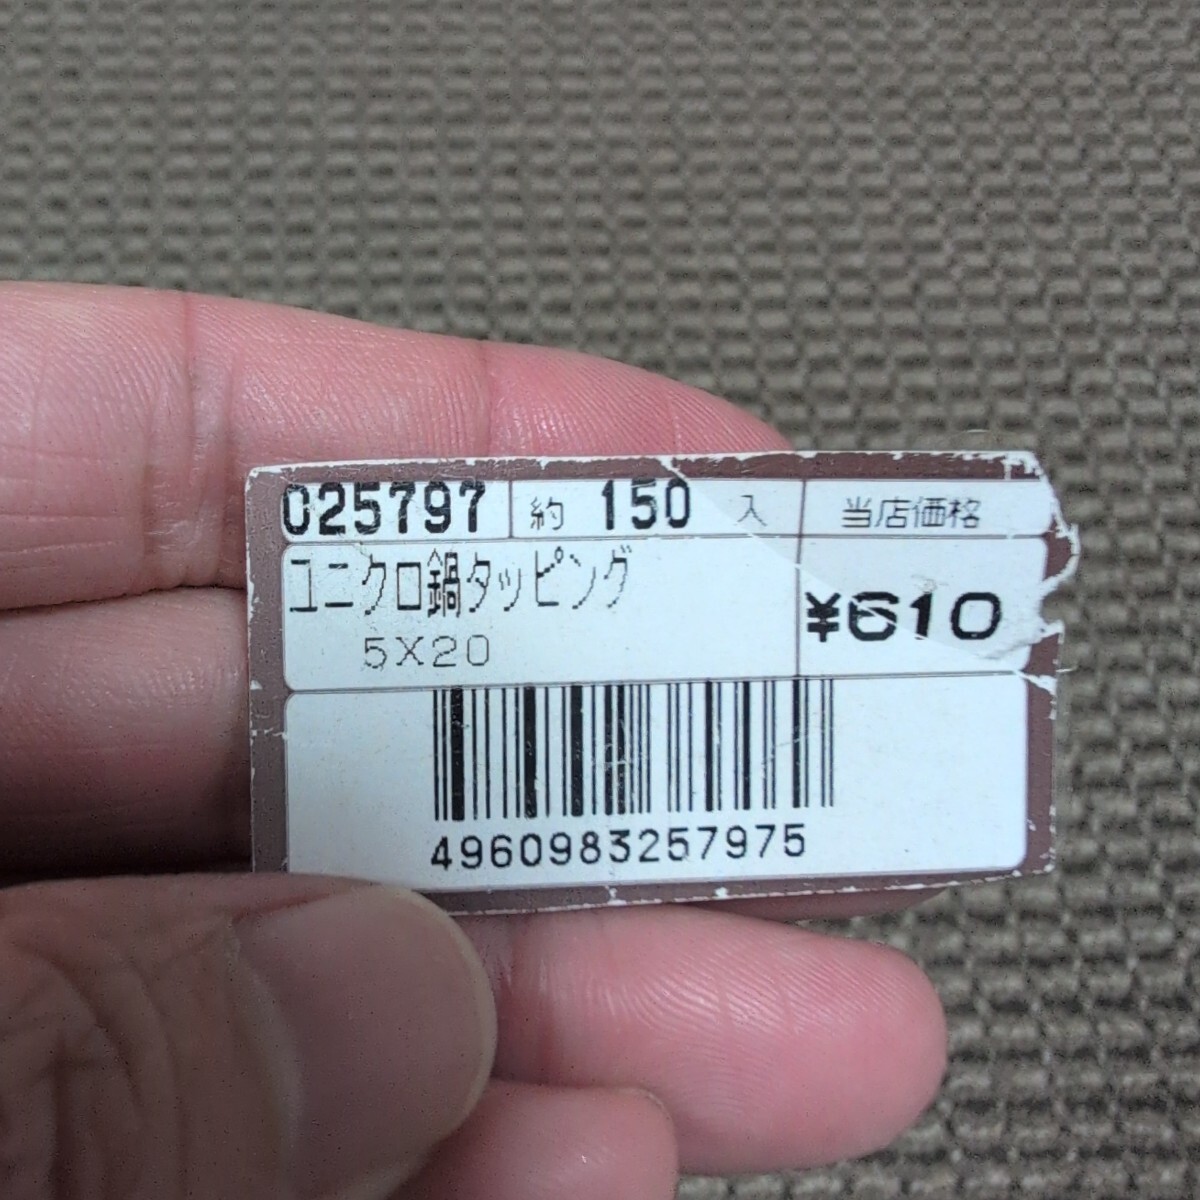 025797 約 150 入 当店価格
ユニクロ鍋タッピング
5X20
¥610
4960983257975